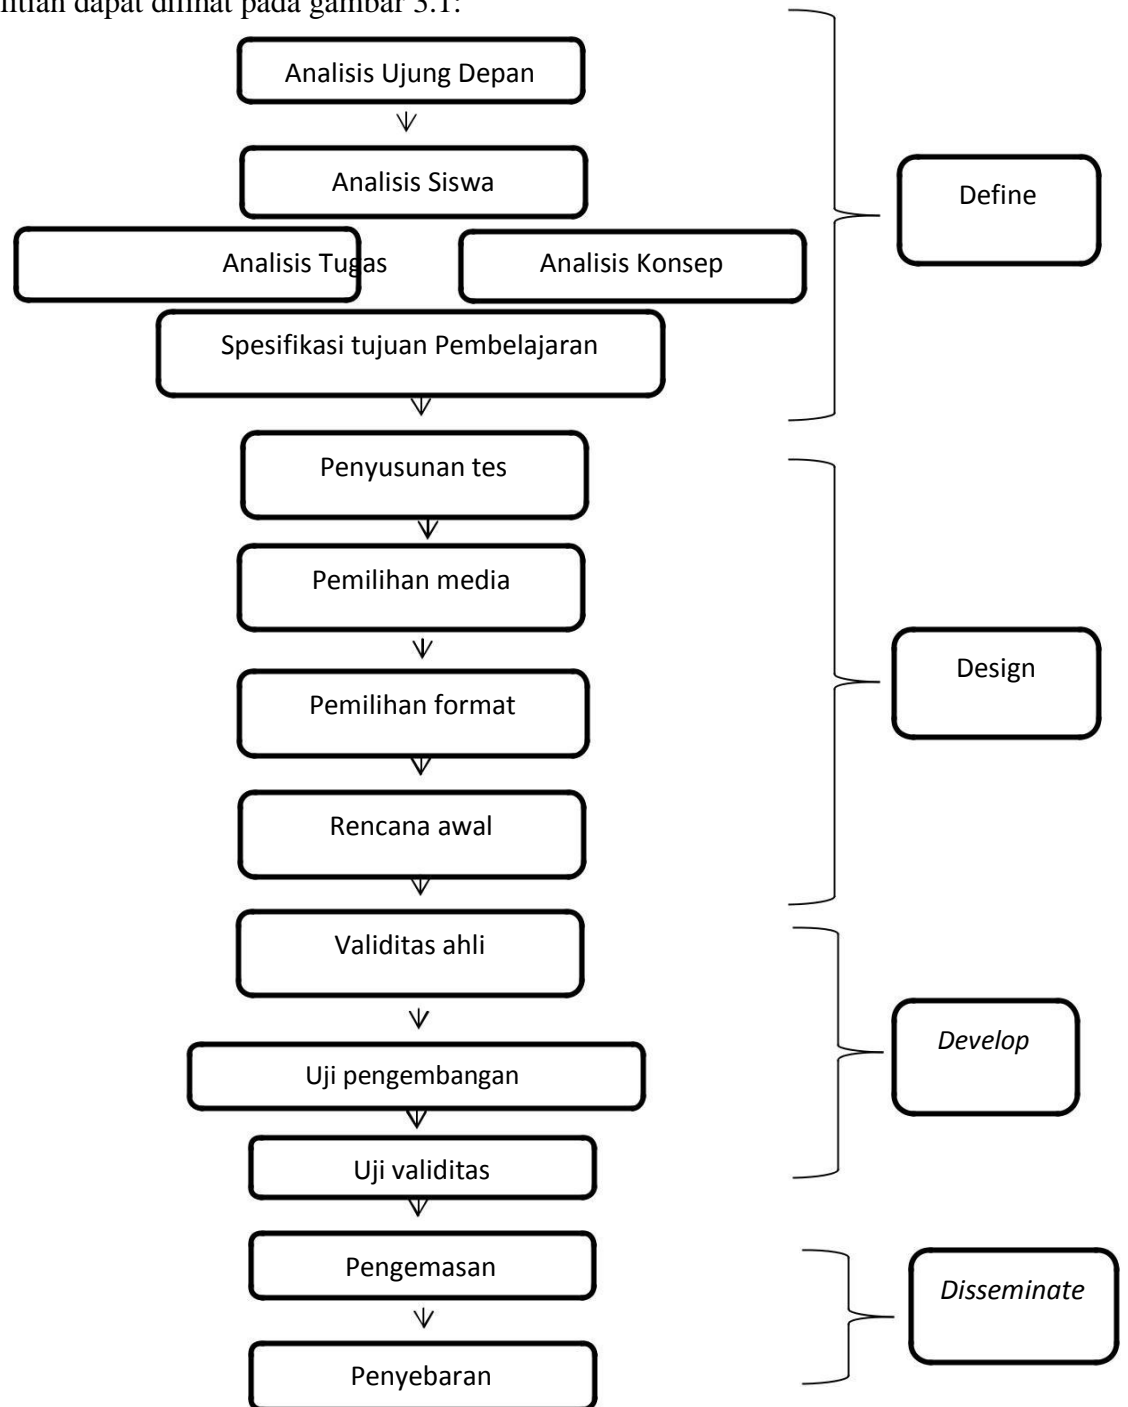 dapat dilihat pada gambar 3.1:
Analisis Ujung Depan
Analisis Siswa
Define
Analisis Tugas
Analisis Konsep
Spesifikasi tujuan Pembelajaran
Penyusunan tes
Pemilihan media
Design
Pemilihan format
Rencana awal
Validitas ahli
Develop
Uji pengembangan
Uji validitas
Pengemasan
Disseminate
Penyebaran